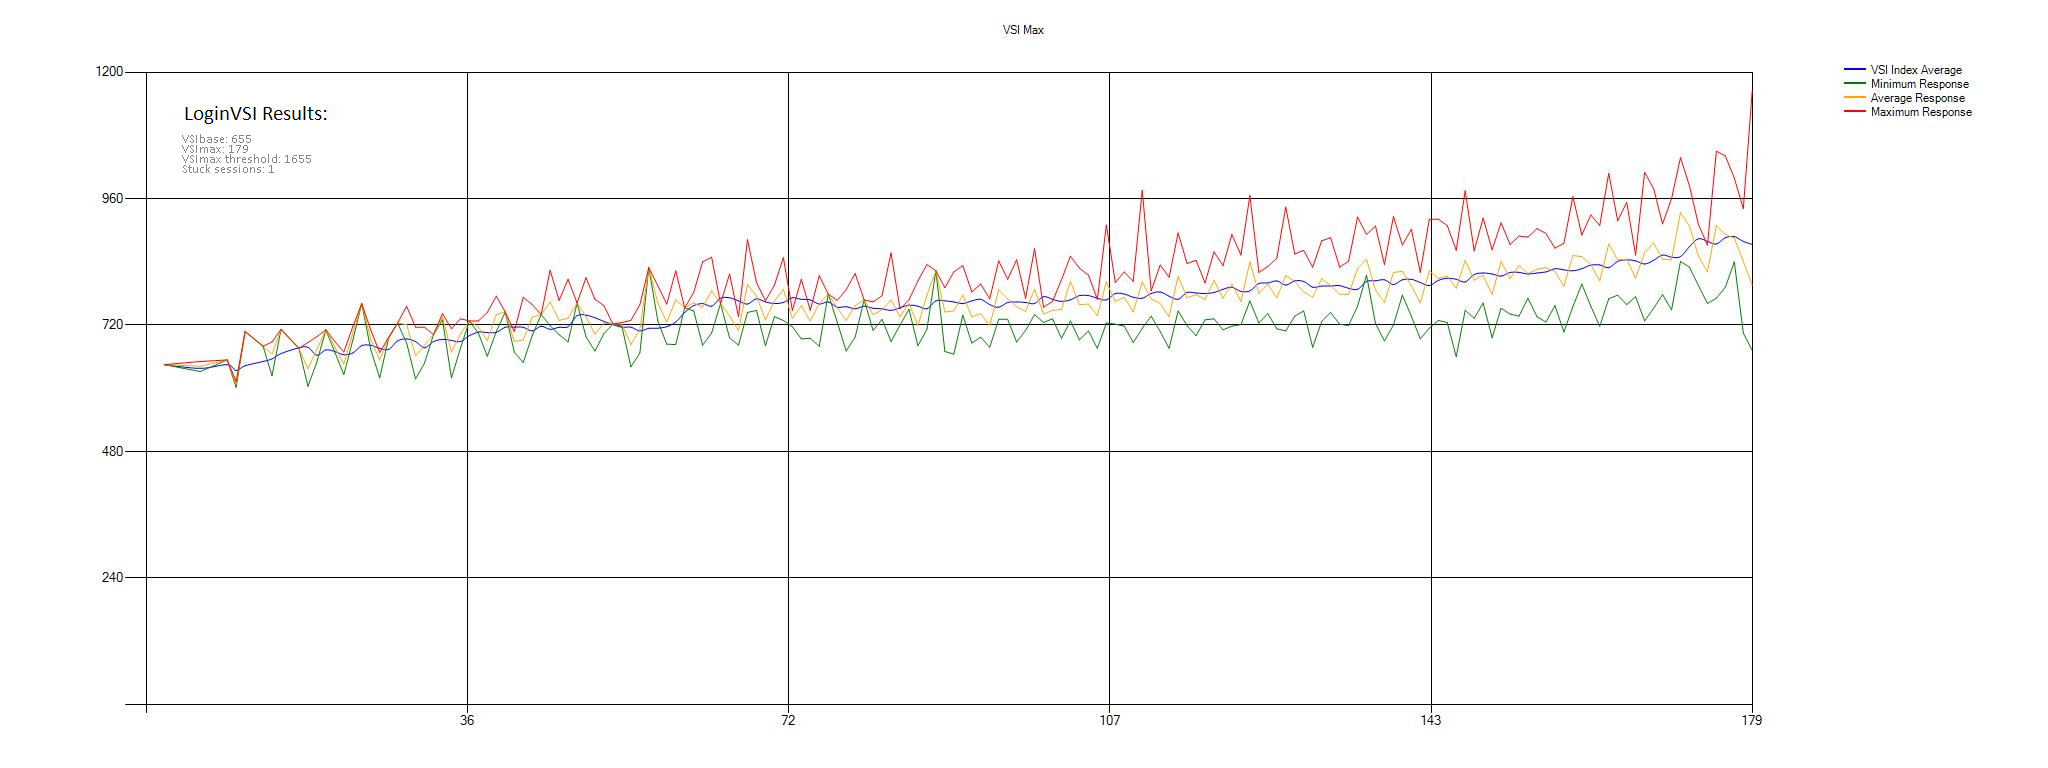 VSI Max
1200
960
720
480
240
LoginVSI Results:
VSIbase: 655
VSImax: 179
VSImax threshold: 1655
Stuck sessions: 1
VSI Index Average
Minimum Response
Average Response
Maximum Response
36
72
107
143
179